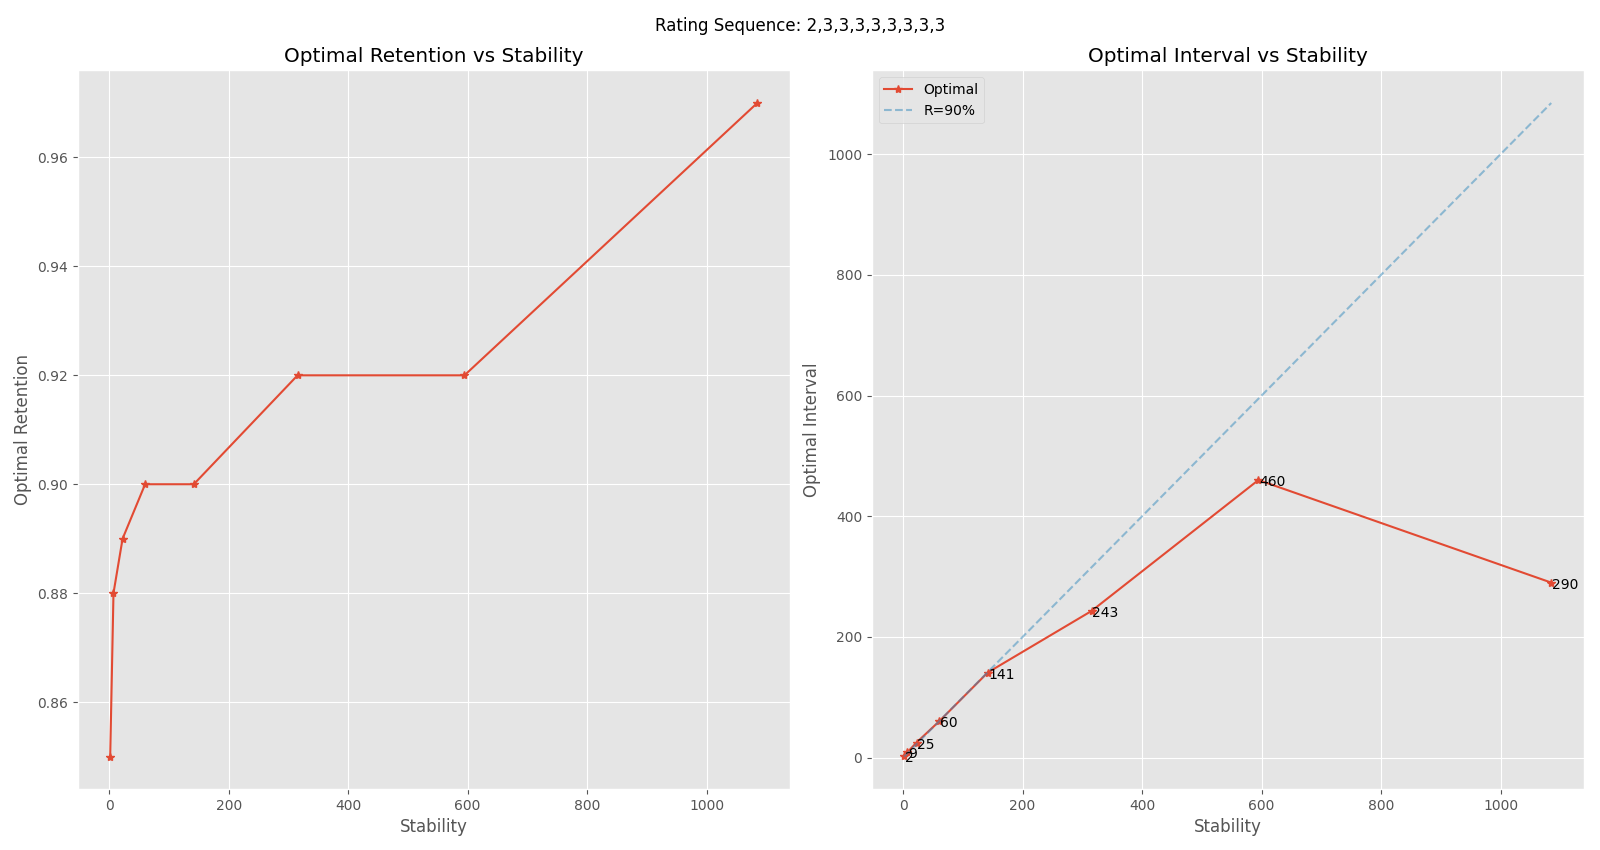 Rating Sequence: 2,3,3,3,3,3,3,3,3,3
Optimal Retention vs Stability
0.96
0.94
0.92
0.90
0.88
0.86
Optimal Retention
0 200 400 600 800 1000
Stability
Optimal Interval vs Stability
Optimal
R=90%
1000
800
600
400
200
0
Optimal Interval
460
290
243
141
60
25
9
2
0 200 400 600 800 1000
Stability